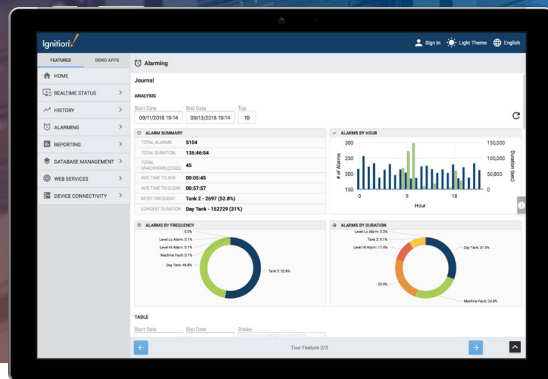 Ignition!
Sign In
Light Theme
English
FEATURES
DEMO APPS
Alarming
HOME
REALTIME STATUS
HISTORY
ALARMING
REPORTING
DATABASE MANAGEMENT
WEB SERVICES
DEVICE CONNECTIVITY
Journal
ANALYSIS
Start Date
End Date
Top
09/11/2018 19:14
09/13/2018 19:14
10
ALARM SUMMARY
TOTAL ALARMS 5104
TOTAL DURATION 136:46:54
TOTAL UNACKNOWLEDGED 45
AVG TIME TO ACK 00:05:45
AVG TIME TO CLEAR 00:57:57
MOST FREQUENT Tank 2 - 2697 (52.8%)
LONGEST DURATION Day Tank - 152729 (31%)
ALARMS BY HOUR
300
250
200
150
# of Alarms
150,000
100,000
50,000
0
Duration (sec)
0
9
18
Hour
ALARMS BY FREQUENCY
0.0%
Level Lo Alarm: 0.1%
Level Hi Alarm: 0.1%
Machine Fault: 0.1%
Day Tank: 46.8%
Tank 2: 52.8%
ALARMS BY DURATION
Level Lo Alarm: 0.0%
Tank 2: 9.1%
Level Hi Alarm: 11.4%
Day Tank: 31.0%
Machine Fault: 24.6%
TABLE
Start Date
End Date
States
Tour Feature 2/3